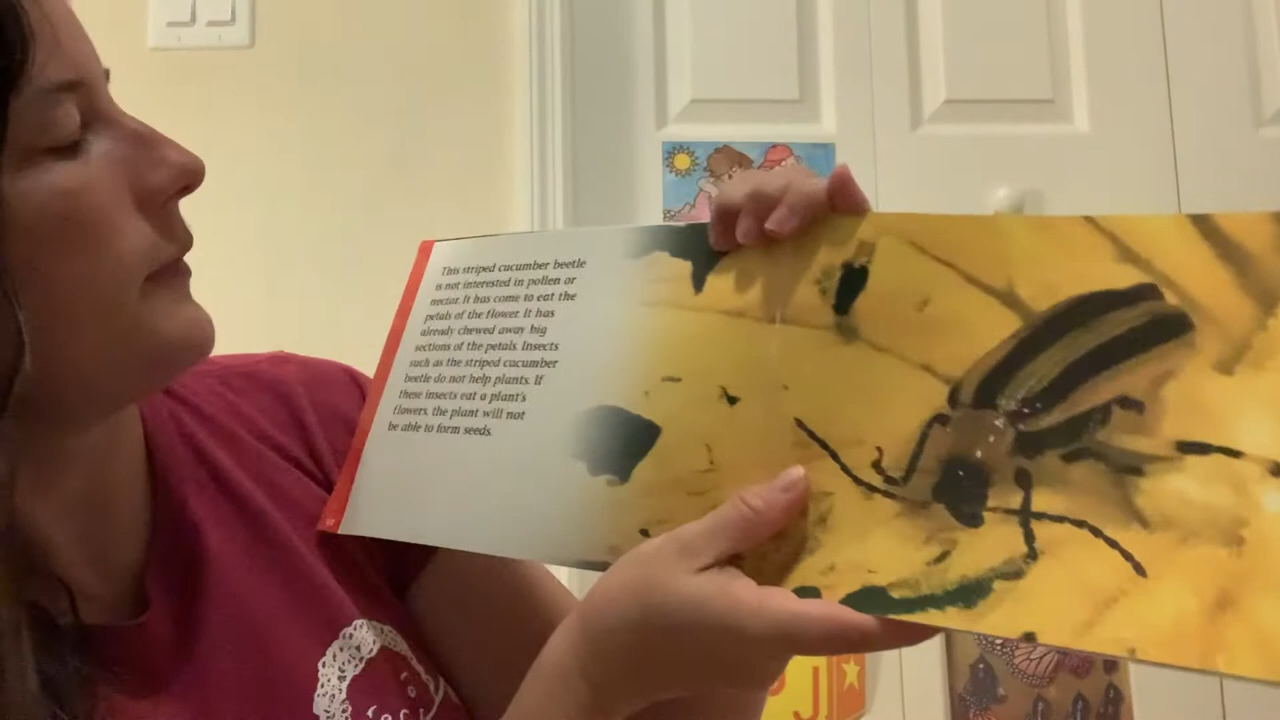 This striped cucumber beetle
is not interested in pollen or
nectar. It has come to eat the
petals of the flower. It has
already chewed away big
sections of the petals. Insects
such as the striped cucumber
beetle do not help plants. If
these insects eat a plant's
flowers, the plant will not
be able to form seeds.